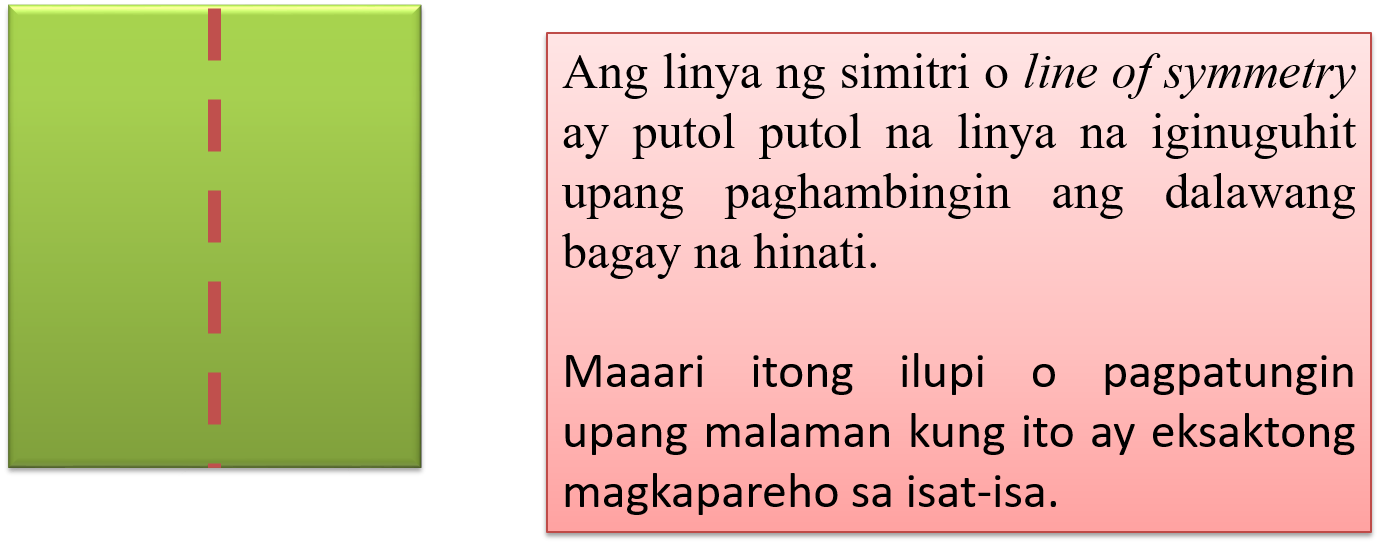 Ang linya ng simitri o line of symmetry
ay putol putol na linya na iginuguhit
upang paghambingin ang dalawang
bagay na hinati.
Maaari itong ilupi o pagpatungin
upang malaman kung ito ay eksaktong
magkapareho sa isat-isa.